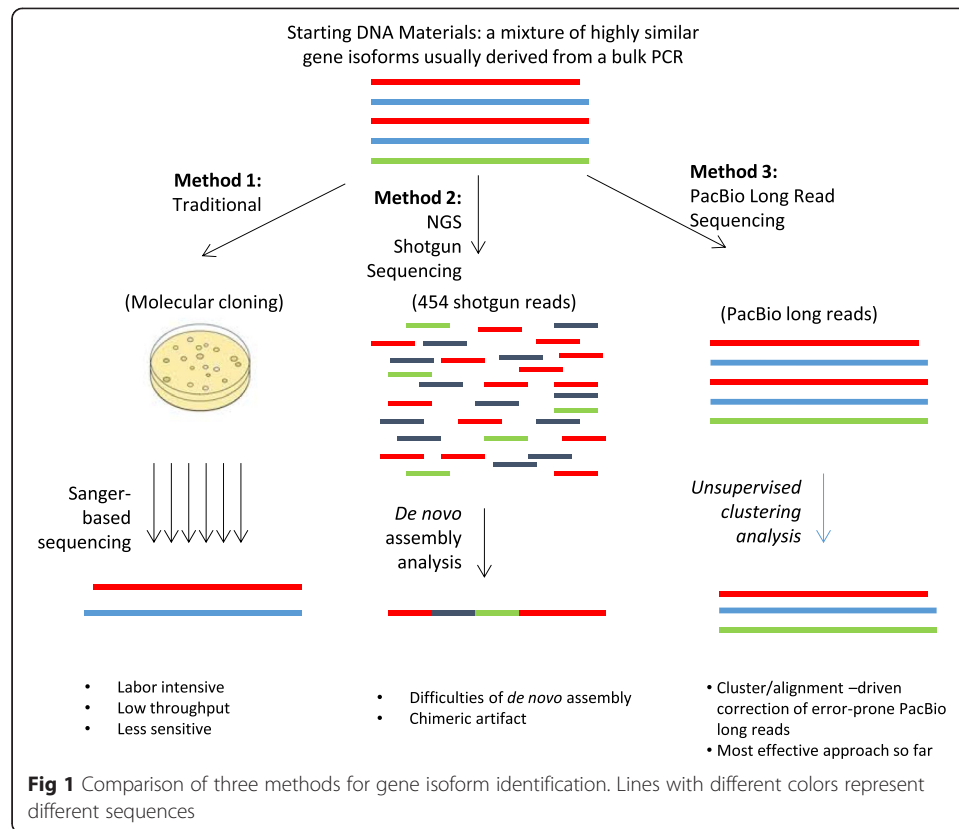 Starting DNA Materials: a mixture of highly similar
gene isoforms usually derived from a bulk PCR
Method 1:
Traditional
Method 2:
NGS
Shotgun
Sequencing
Method 3:
PacBio Long Read
Sequencing
(Molecular cloning)
(454 shotgun reads)
(PacBio long reads)
Sanger-
based
sequencing
De novo
assembly
analysis
Unsupervised
clustering
analysis
• Labor intensive
• Low throughput
• Less sensitive
• Difficulties of de novo assembly
• Chimeric artifact
• Cluster/alignment –driven
correction of error-prone PacBio
long reads
• Most effective approach so far
Fig 1 Comparison of three methods for gene isoform identification. Lines with different colors represent
different sequences